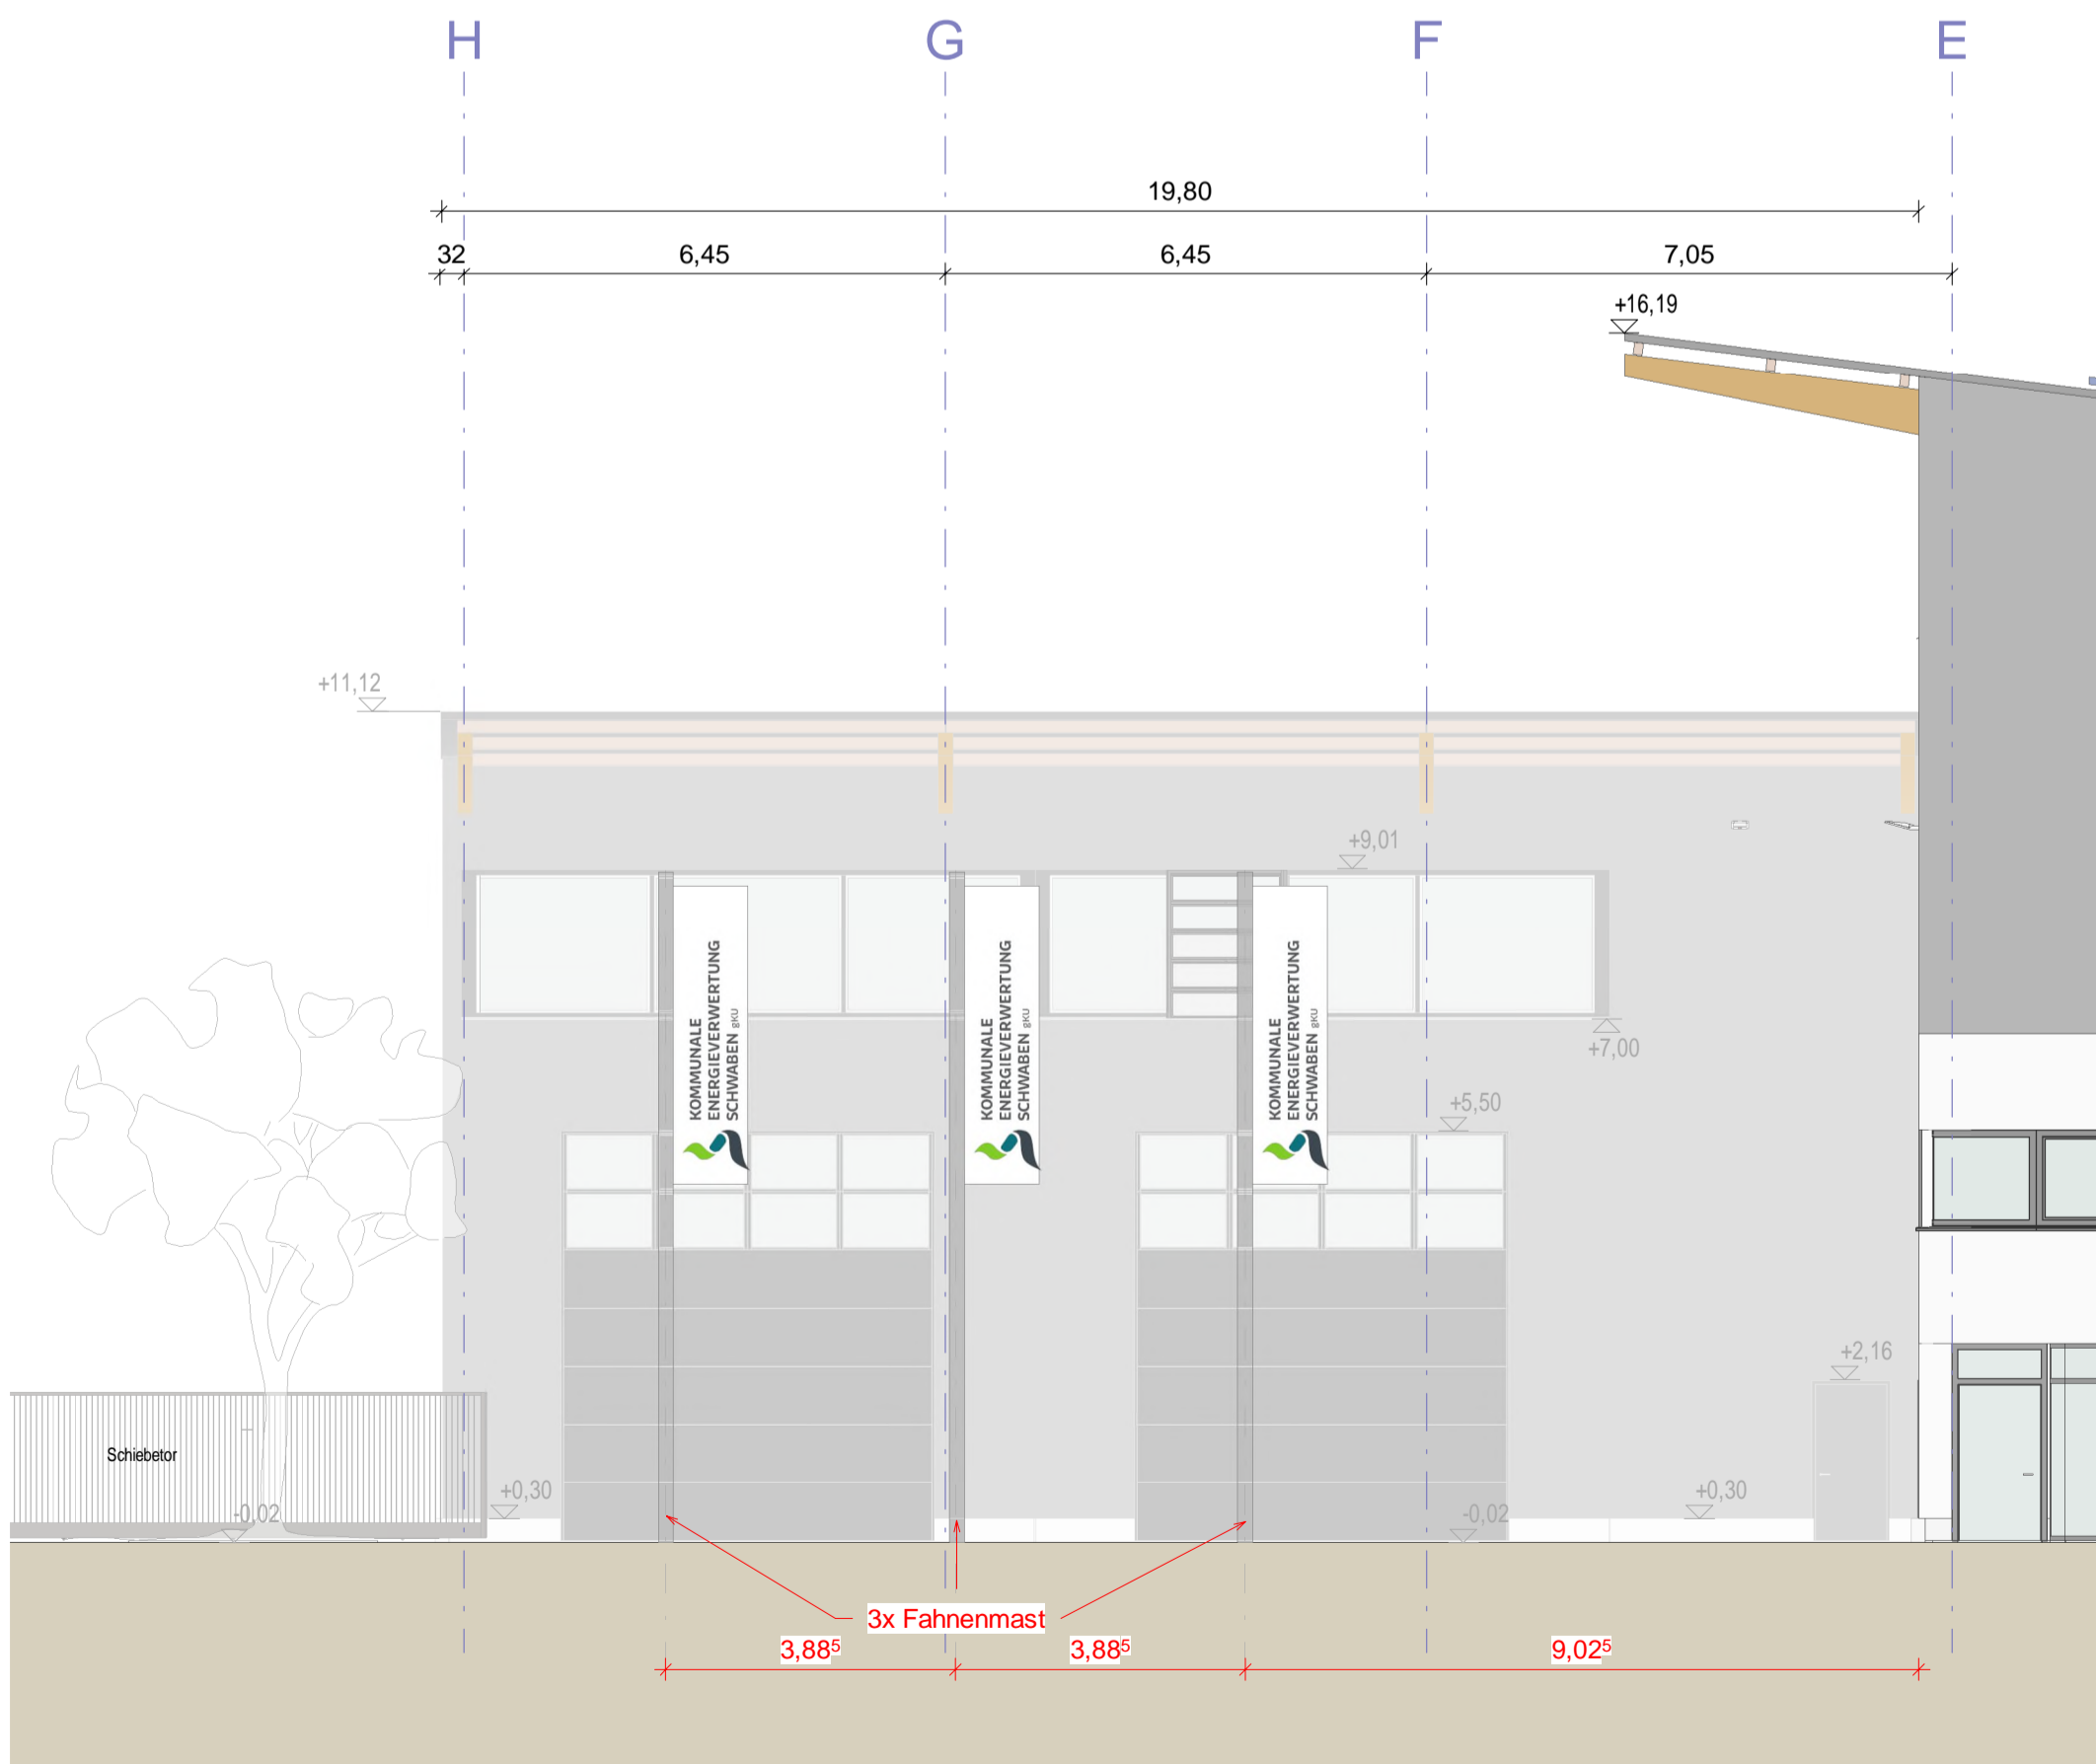 H G F E
19,80
32 6,45 6,45 7,05
+16,19
+11,12
+9,01
KOMMUNALE
ENERGIEVERWERTUNG
SCHWABEN gKU
KOMMUNALE
ENERGIEVERWERTUNG
SCHWABEN gKU
KOMMUNALE
ENERGIEVERWERTUNG
SCHWABEN gKU
+7,00
+5,50
+2,16
Schiebetor
+0,30 +0,30
-0,02 -0,02
3x Fahnenmast
3,88⁵ 3,88⁵ 9,02⁵